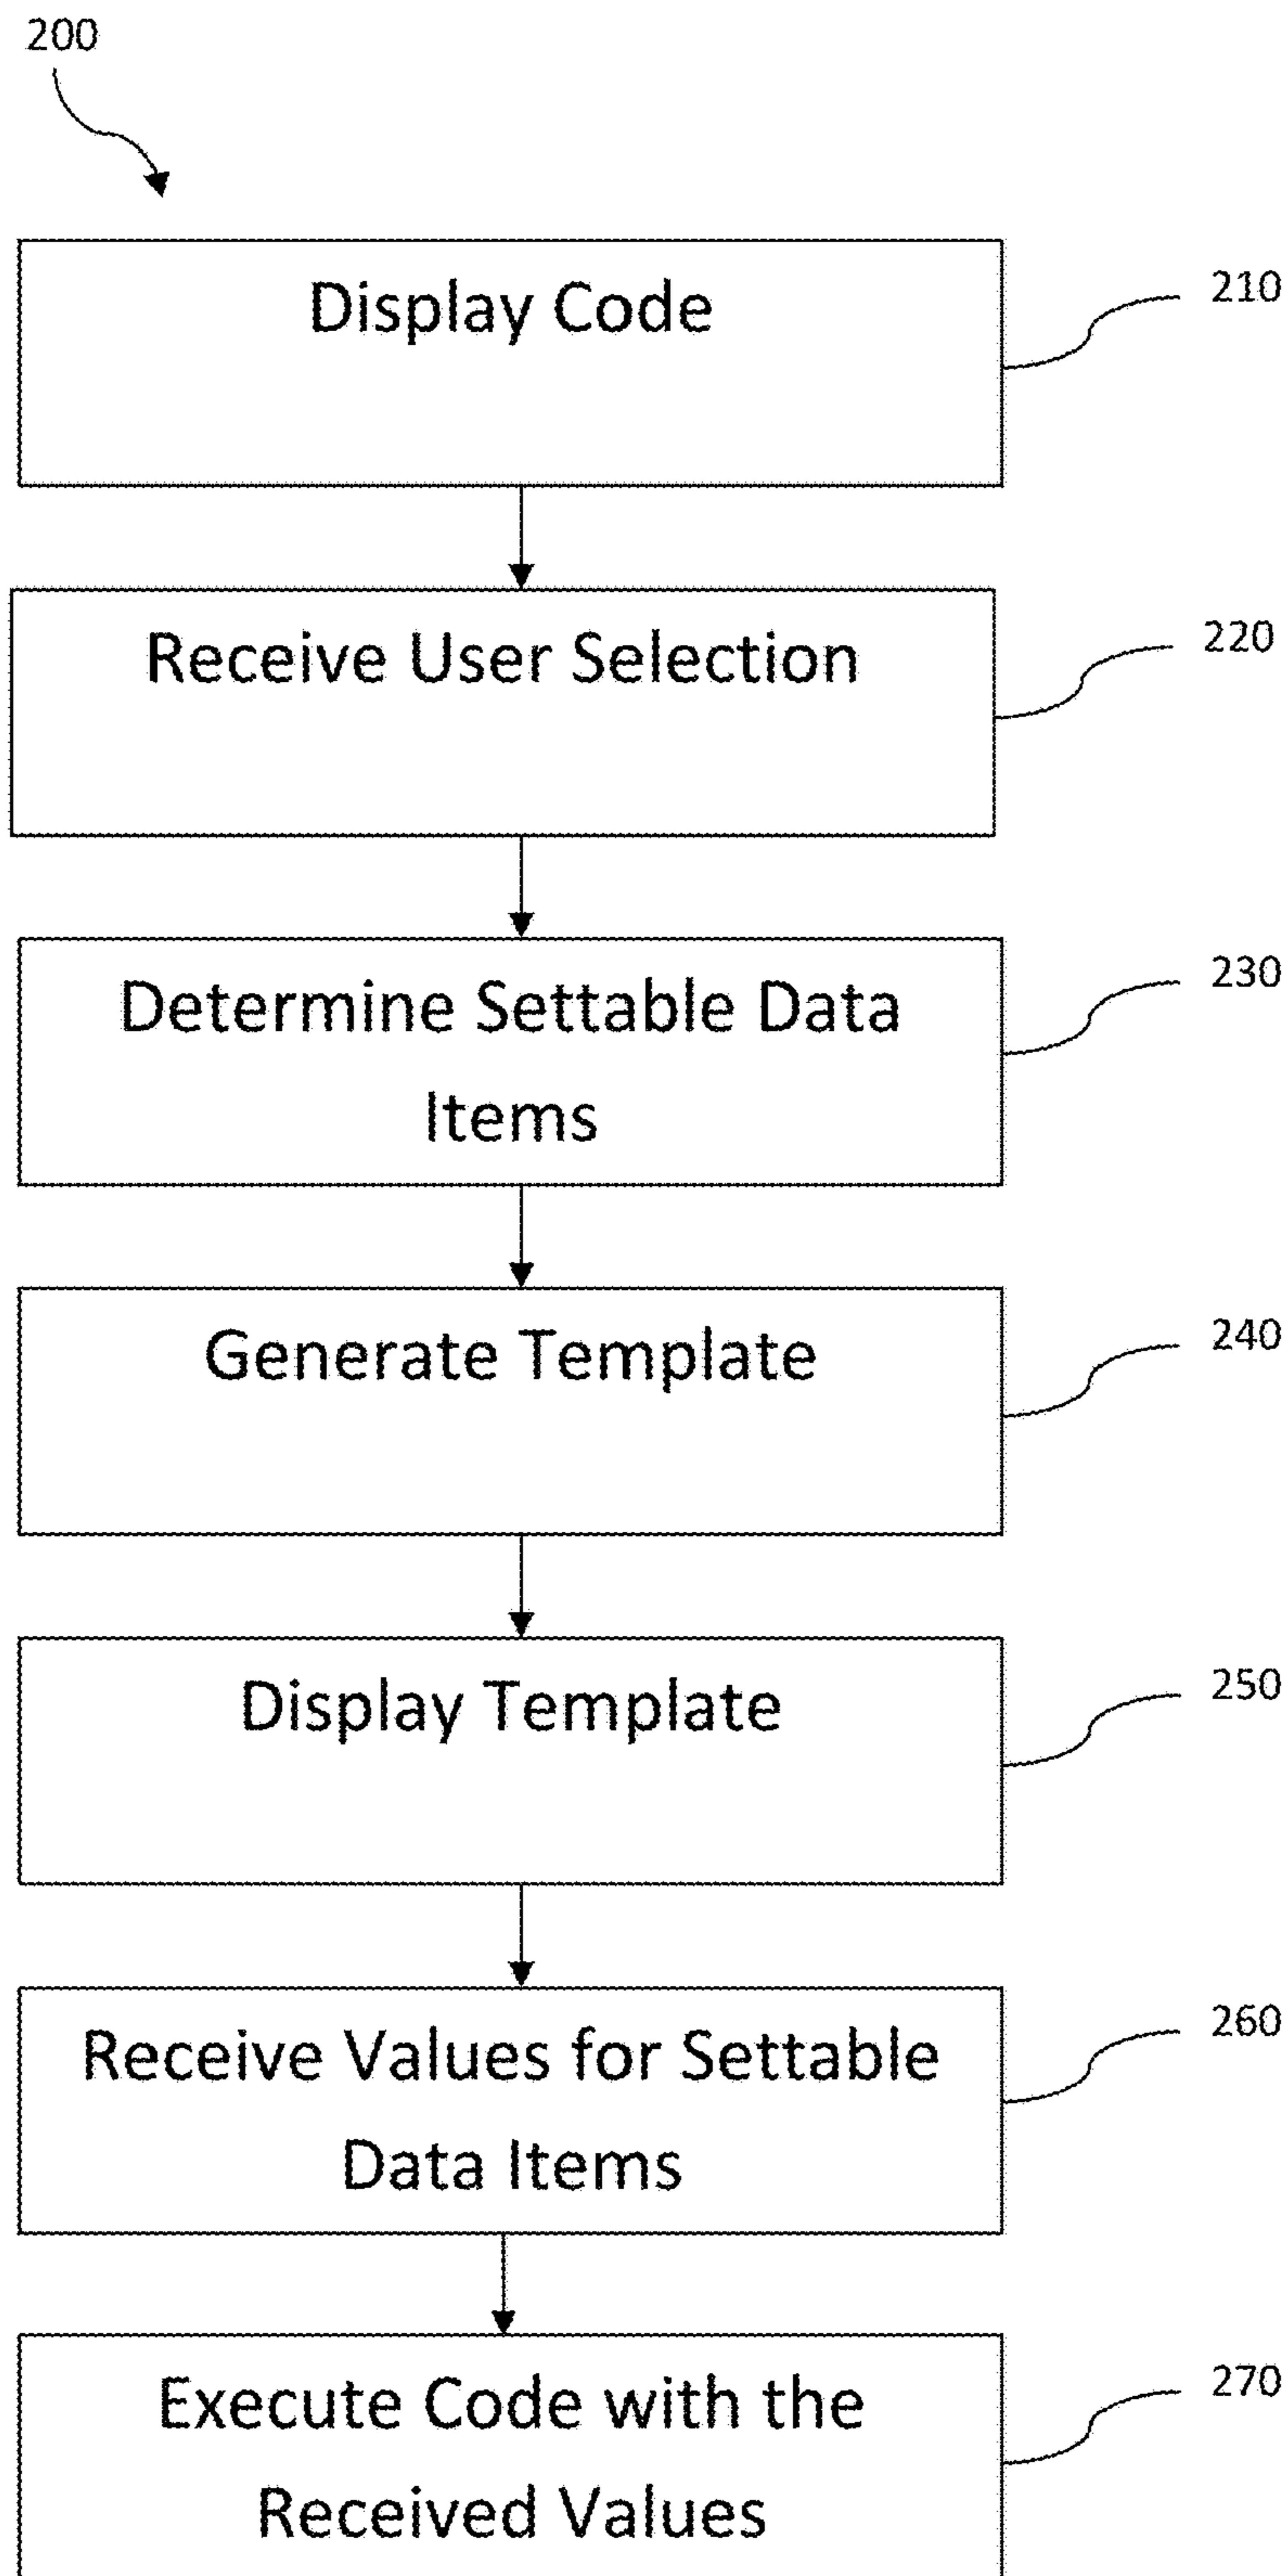 200
Display Code
210
Receive User Selection
220
Determine Settable Data
Items
230
Generate Template
240
Display Template
250
Receive Values for Settable
Data Items
260
Execute Code with the
Received Values
270